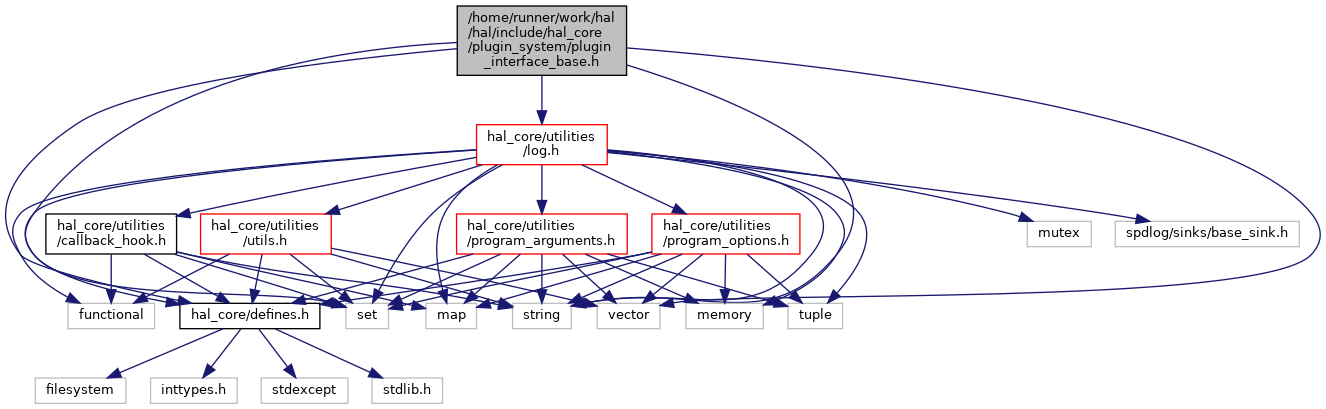 /home/runner/work/hal
/hal/include/hal_core
/plugin_system/plugin
_interface_base.h
hal_core/utilities
/log.h
hal_core/utilities
/callback_hook.h
hal_core/utilities
/utils.h
hal_core/utilities
/program_arguments.h
hal_core/utilities
/program_options.h
mutex
spdlog/sinks/base_sink.h
functional
hal_core/defines.h
set
map
string
vector
memory
tuple
filesystem
inttypes.h
stdexcept
stdlib.h